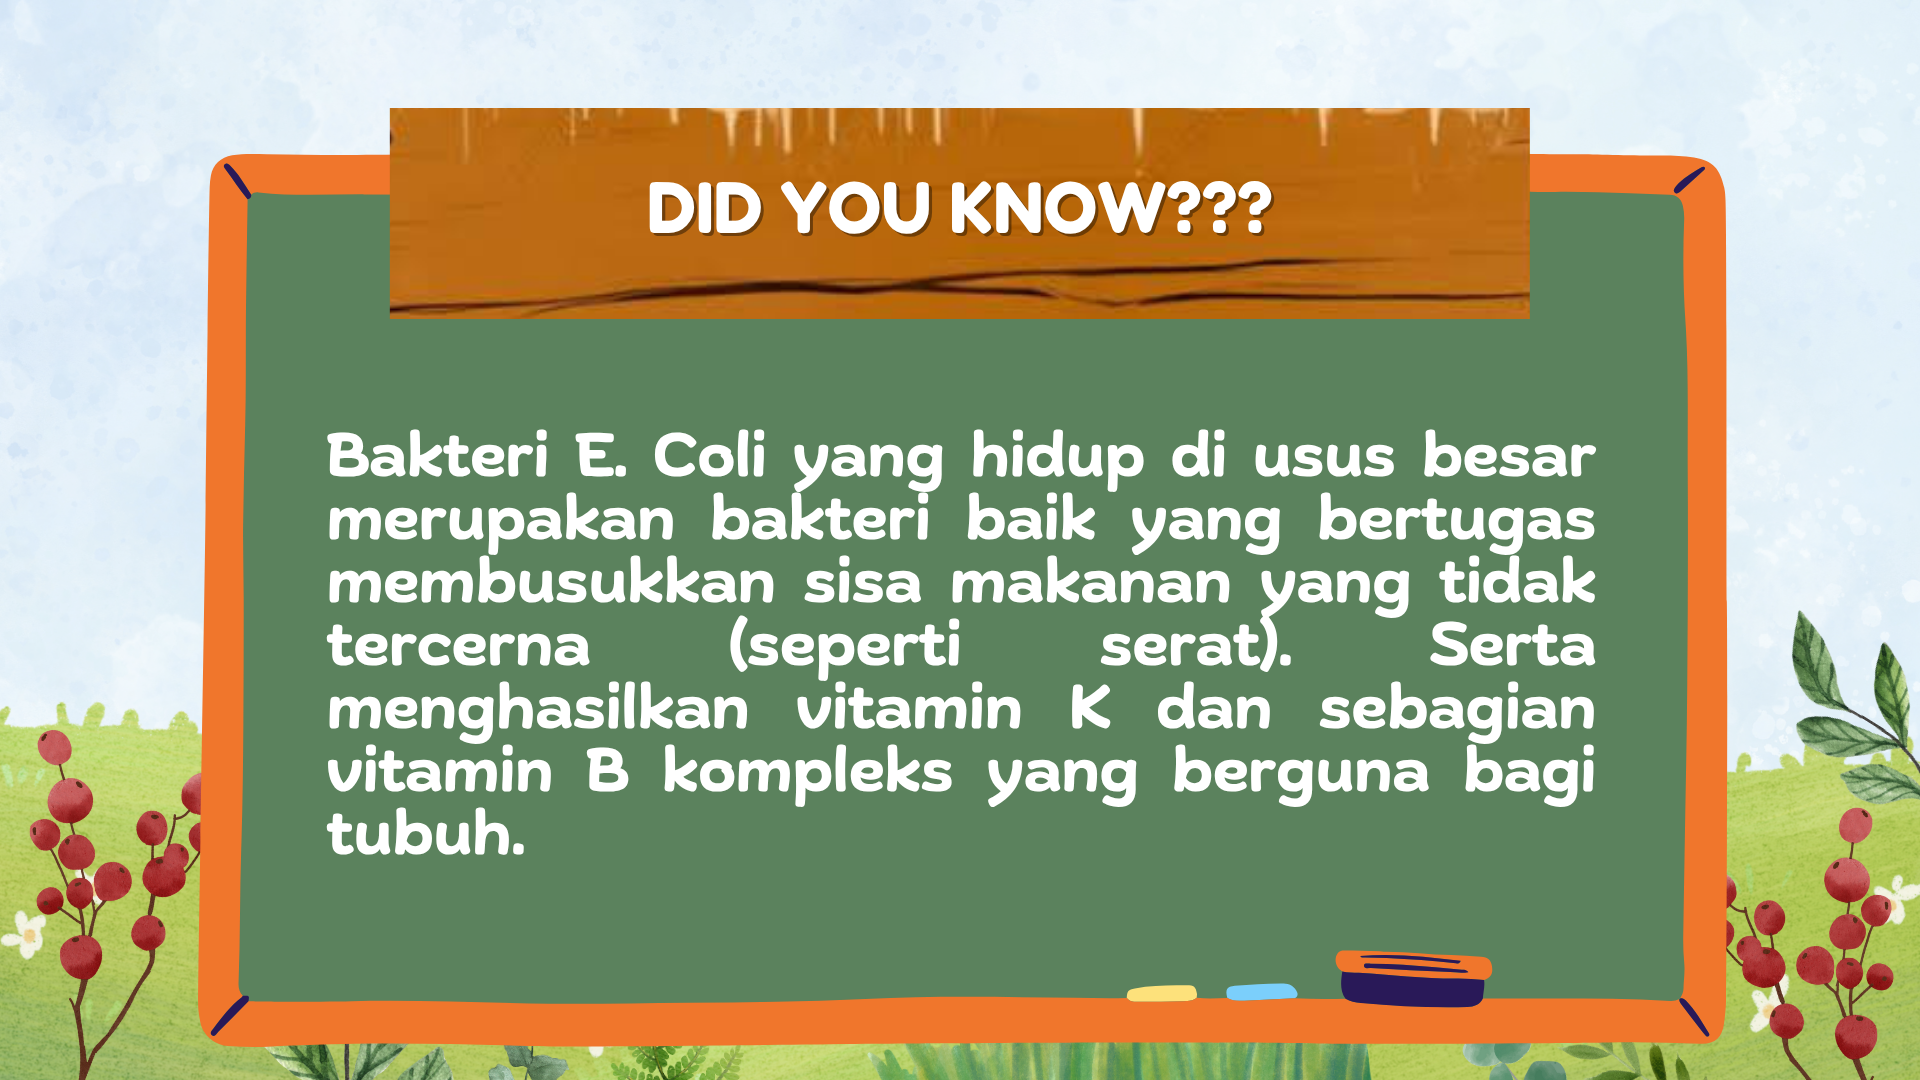 DID YOU KNOW???
Bakteri E. Coli yang hidup di usus besar
merupakan bakteri baik yang bertugas
membusukkan sisa makanan yang tidak
tercerna (seperti serat). Serta
menghasilkan vitamin K dan sebagian
vitamin B kompleks yang berguna bagi
tubuh.